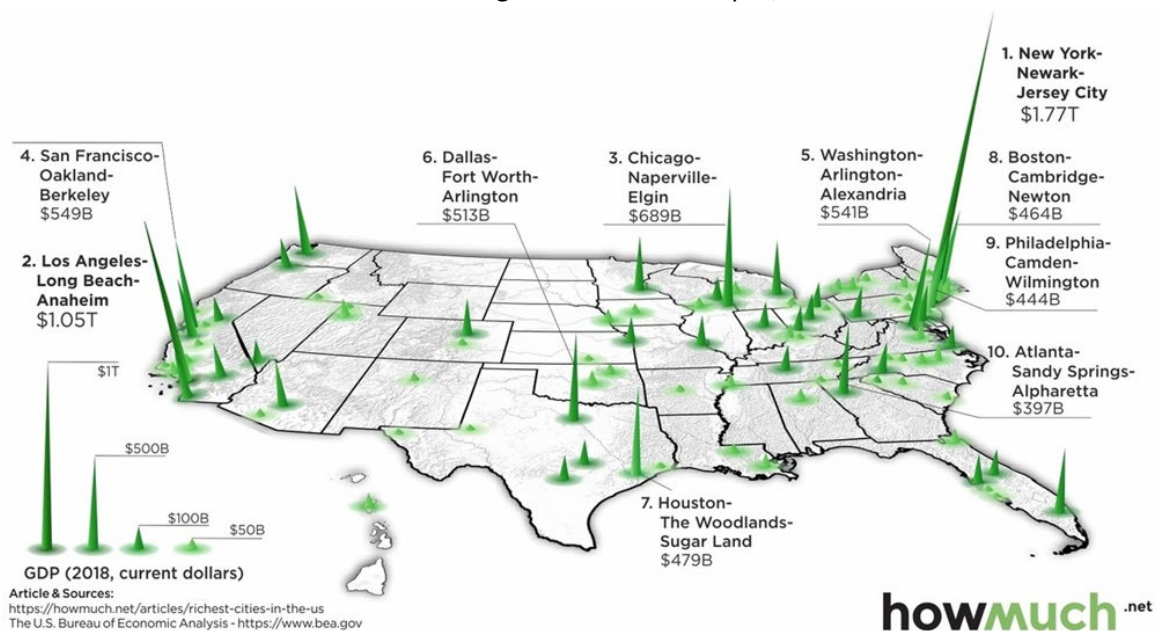 1. New York-
Newark-
Jersey City
$1.77T
4. San Francisco-
Oakland-
Berkeley
$549B
6. Dallas-
Fort Worth-
Arlington
$513B
3. Chicago-
Naperville-
Elgin
$689B
5. Washington-
Arlington-
Alexandria
$541B
8. Boston-
Cambridge-
Newton
$464B
2. Los Angeles-
Long Beach-
Anaheim
$1.05T
9. Philadelphia-
Camden-
Wilmington
$444B
10. Atlanta-
Sandy Springs-
Alpharetta
$397B
7. Houston-
The Woodlands-
Sugar Land
$479B
$1T
$500B
$100B
$50B
GDP (2018, current dollars)
Article & Sources:
https://howmuch.net/articles/richest-cities-in-the-us
The U.S. Bureau of Economic Analysis - https://www.bea.gov
howmuch.net